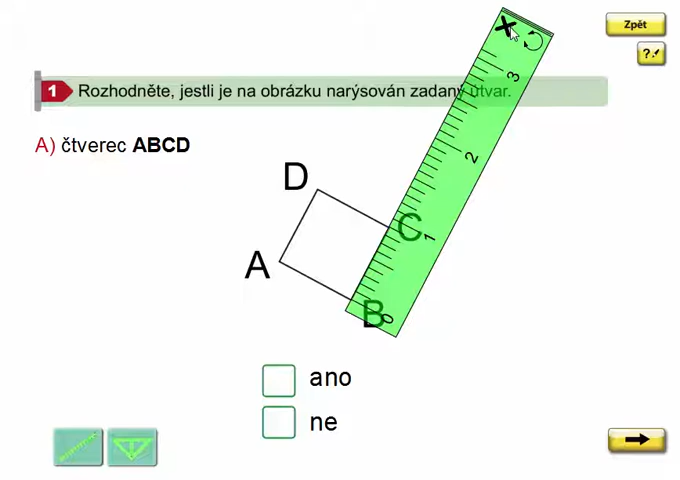 Zpět
?
1 Rozhodněte, jestli je na obrázku narýsován zadaný útvar.
A) čtverec ABCD
3
2
1
0
D
C
A
B
ano
ne